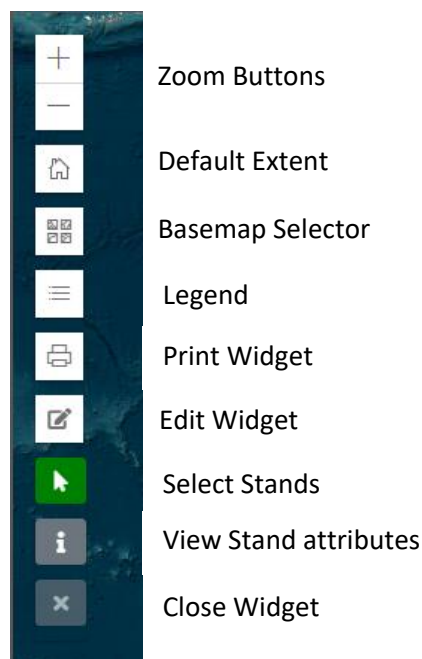 Zoom Buttons
Default Extent
Basemap Selector
Legend
Print Widget
Edit Widget
Select Stands
View Stand attributes
Close Widget